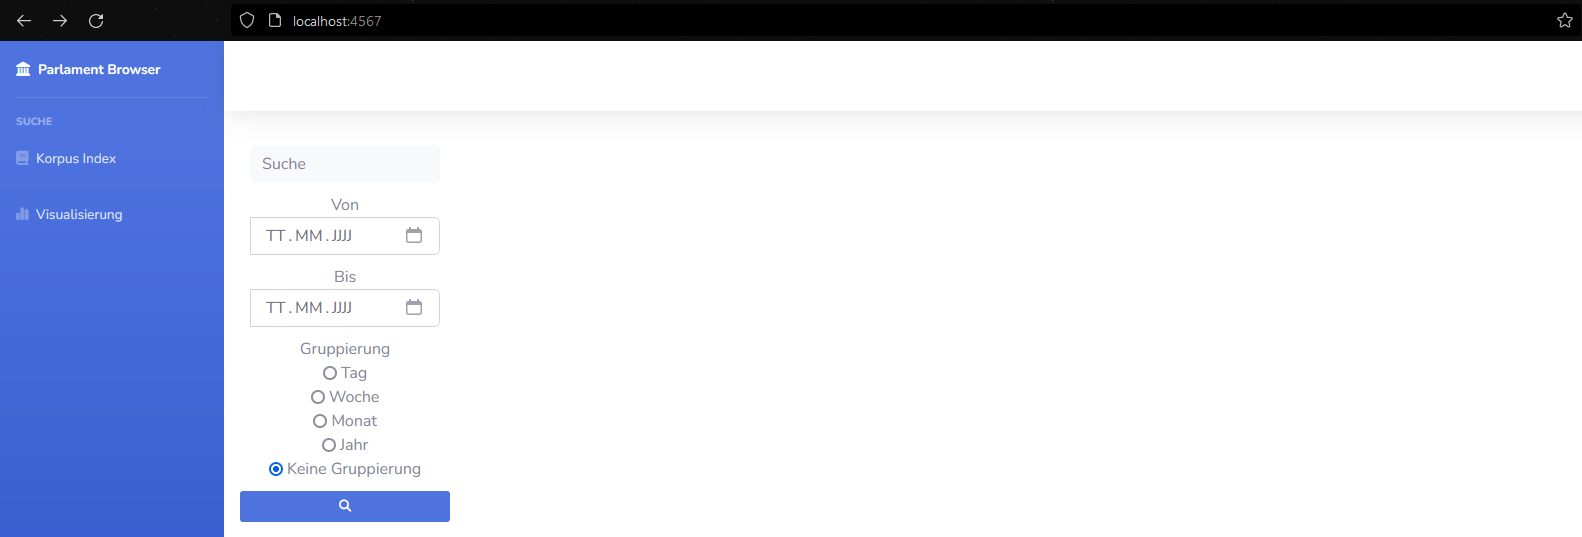 localhost:4567
Parlament Browser
SUCHE
Korpus Index
Visualisierung
Suche
Von
TT.MM.JJJJ
Bis
TT.MM.JJJJ
Gruppierung
Tag
Woche
Monat
Jahr
Keine Gruppierung